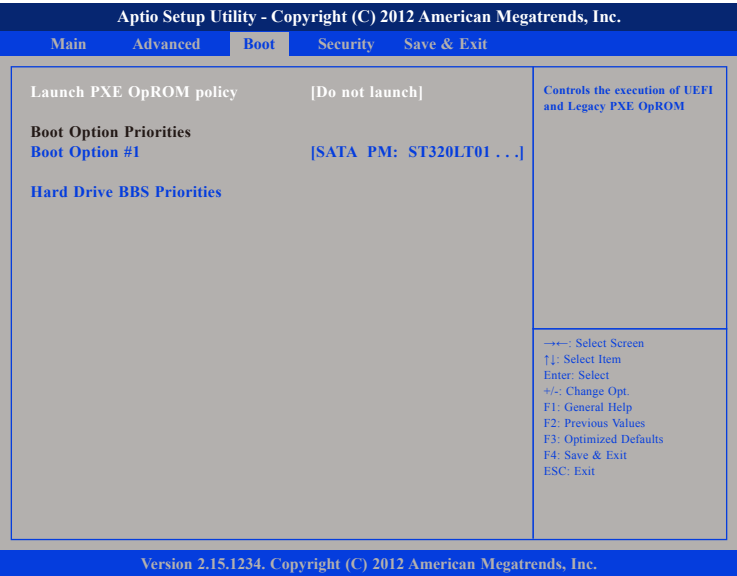 Aptio Setup Utility - Copyright (C) 2012 American Megatrends, Inc.
Main Advanced Boot Security Save & Exit
Launch PXE OpROM policy [Do not launch]
Boot Option Priorities
Boot Option #1 [SATA PM: ST320LT01 . . .]
Hard Drive BBS Priorities
Controls the execution of UEFI
and Legacy PXE OpROM
→←: Select Screen
↑↓: Select Item
Enter: Select
+/-: Change Opt.
F1: General Help
F2: Previous Values
F3: Optimized Defaults
F4: Save & Exit
ESC: Exit
Version 2.15.1234. Copyright (C) 2012 American Megatrends, Inc.